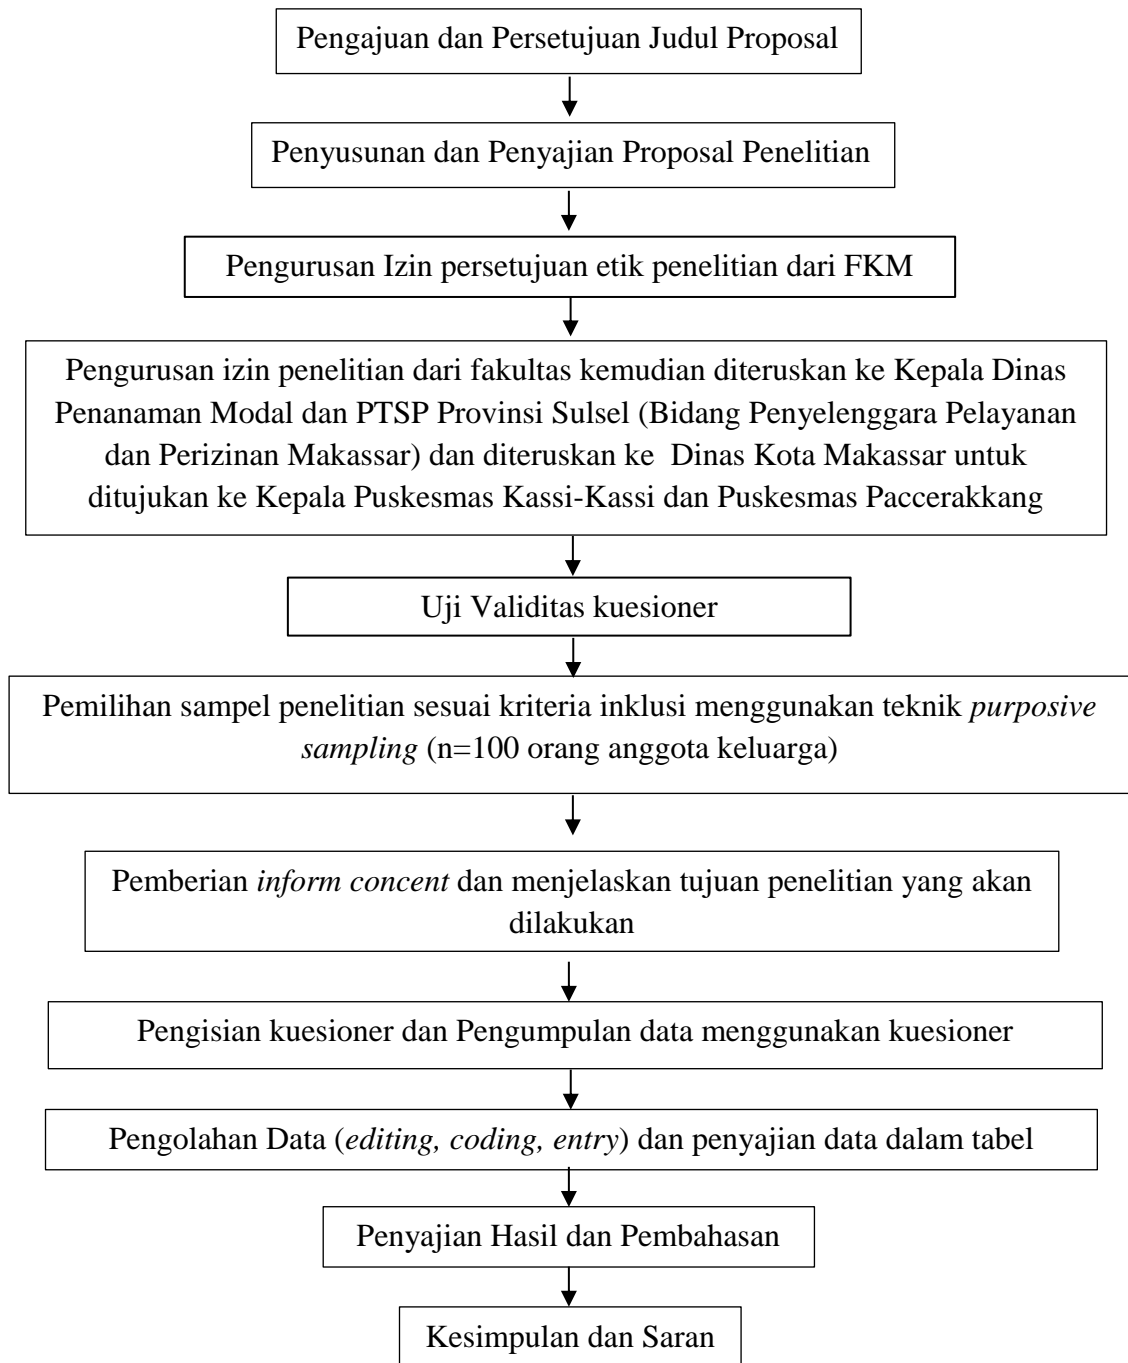 Pengajuan dan Persetujuan Judul Proposal
Penyusunan dan Penyajian Proposal Penelitian
Pengurusan Izin persetujuan etik penelitian dari FKM
Pengurusan izin penelitian dari fakultas kemudian diteruskan ke Kepala Dinas
Penanaman Modal dan PTSP Provinsi Sulsel (Bidang Penyelenggara Pelayanan
dan Perizinan Makassar) dan diteruskan ke Dinas Kota Makassar untuk
ditujukan ke Kepala Puskesmas Kassi-Kassi dan Puskesmas Paccerakkang
Uji Validitas kuesioner
Pemilihan sampel penelitian sesuai kriteria inklusi menggunakan teknik purposive
sampling (n=100 orang anggota keluarga)
Pemberian inform concent dan menjelaskan tujuan penelitian yang akan
dilakukan
Pengisian kuesioner dan Pengumpulan data menggunakan kuesioner
Pengolahan Data (editing, coding, entry) dan penyajian data dalam tabel
Penyajian Hasil dan Pembahasan
Kesimpulan dan Saran